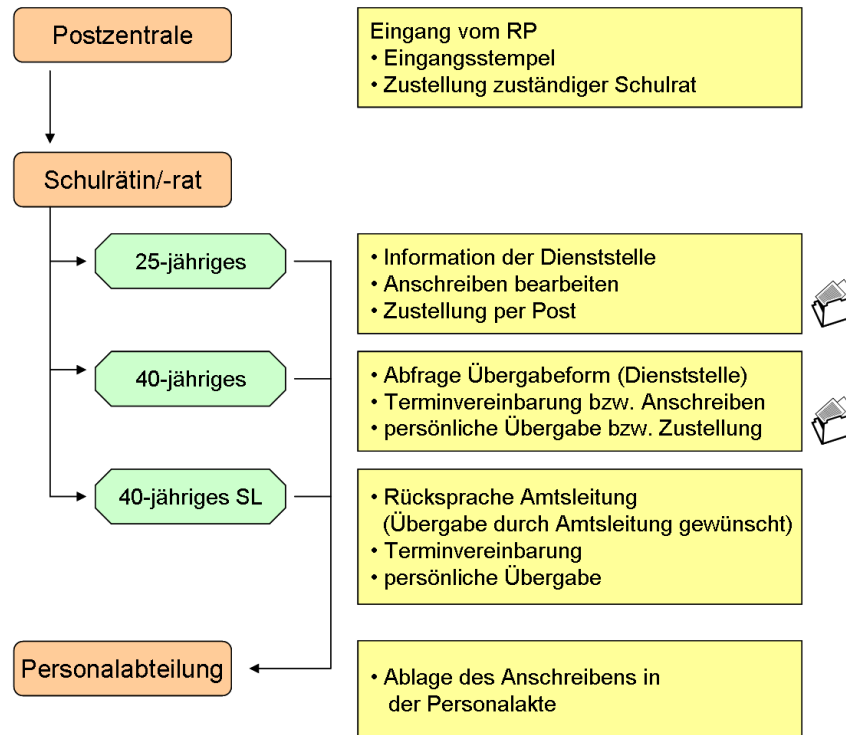 Postzentrale
Eingang vom RP
• Eingangsstempel
• Zustellung zuständiger Schulrat
Schulrätin/-rat
25-jähriges
• Information der Dienststelle
• Anschreiben bearbeiten
• Zustellung per Post
40-jähriges
• Abfrage Übergabeform (Dienststelle)
• Terminvereinbarung bzw. Anschreiben
• persönliche Übergabe bzw. Zustellung
40-jähriges SL
• Rücksprache Amtsleitung
(Übergabe durch Amtsleitung gewünscht)
• Terminvereinbarung
• persönliche Übergabe
Personalabteilung
• Ablage des Anschreibens in
der Personalakte